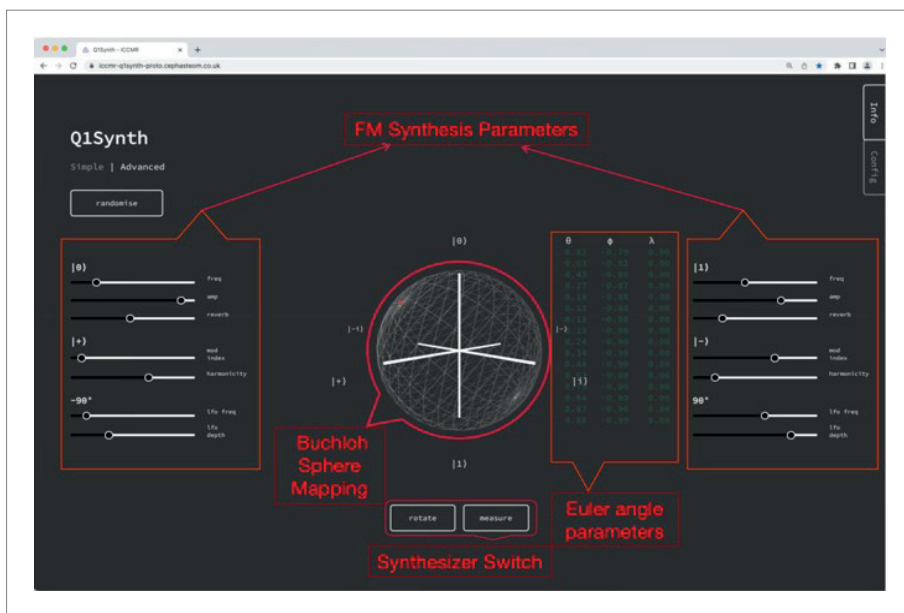 Q1Synth - ICCMR
iccmr-q1synth-proto.cephasteom.co.uk
Info
Config
FM Synthesis Parameters
Q1Synth
Simple | Advanced
randomise
|0⟩
freq
amp
reverb
|+⟩
mod
index
harmonicity
-90°
lfo freq
lfo
depth
|0⟩
|-i⟩
|-⟩
|+⟩
|i⟩
|1⟩
θ φ λ
|1⟩
freq
amp
reverb
|-⟩
mod
index
harmonicity
90°
lfo freq
lfo
depth
Buchloh
Sphere
Mapping
rotate
measure
Euler angle
parameters
Synthesizer Switch